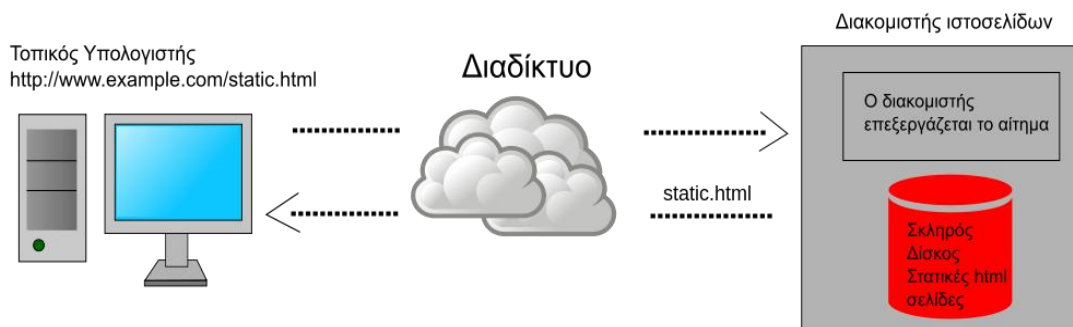 Τοπικός Υπολογιστής
http://www.example.com/static.html
Διαδίκτυο
Διακομιστής ιστοσελίδων
Ο διακομιστής
επεξεργάζεται το αίτημα
static.html
Σκληρός
Δίσκος
Στατικές html
σελίδες